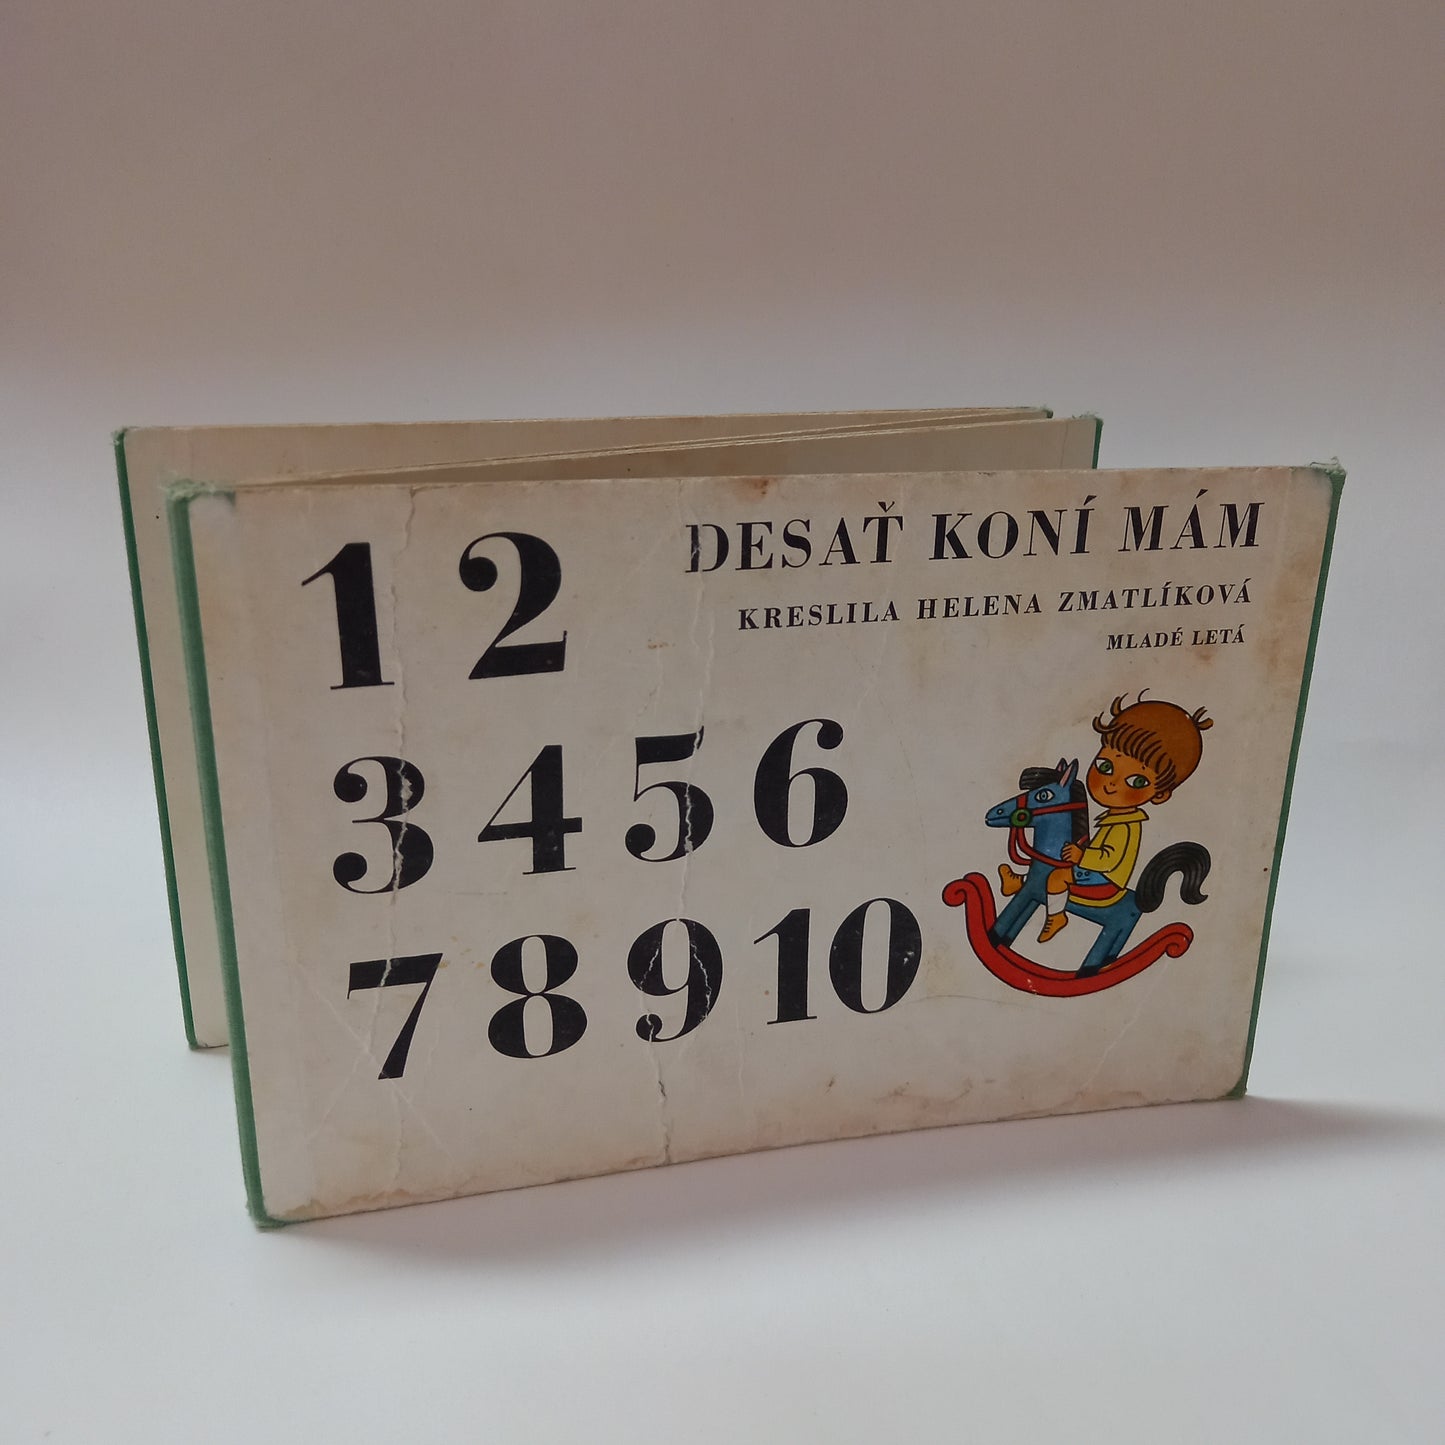 DESAŤ KONÍ MÁM
KRESLILA HELENA ZMATLÍKOVÁ
MLADÉ LETÁ
1 2
3 4 5 6
7 8 9 10